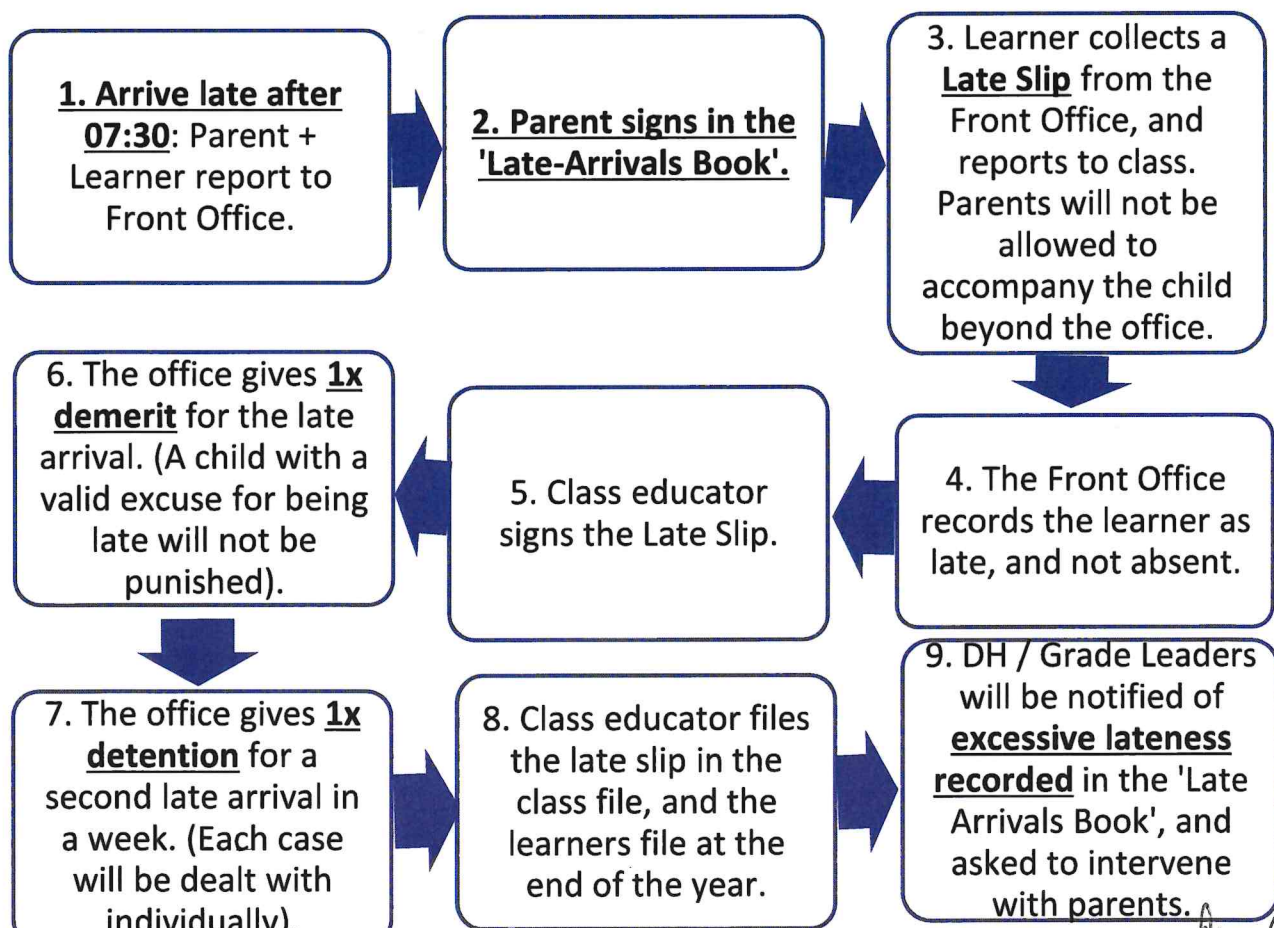 1. Arrive late after
07:30: Parent +
Learner report to
Front Office.
2. Parent signs in the
'Late-Arrivals Book'.
3. Learner collects a
Late Slip from the
Front Office, and
reports to class.
Parents will not be
allowed to
accompany the child
beyond the office.
4. The Front Office
records the learner as
late, and not absent.
5. Class educator
signs the Late Slip.
6. The office gives 1x
demerit for the late
arrival. (A child with a
valid excuse for being
late will not be
punished).
7. The office gives 1x
detention for a
second late arrival in
a week. (Each case
will be dealt with
individually).
8. Class educator files
the late slip in the
class file, and the
learners file at the
end of the year.
9. DH / Grade Leaders
will be notified of
excessive lateness
recorded in the 'Late
Arrivals Book', and
asked to intervene
with parents.